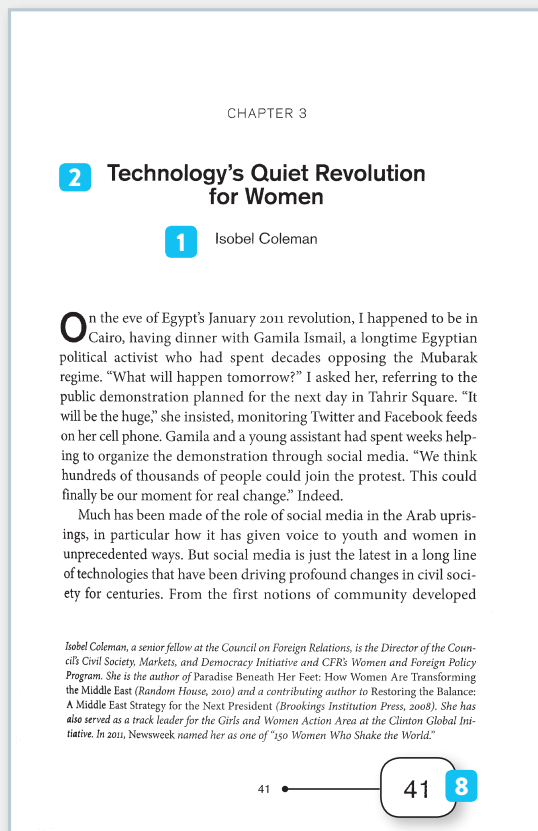 CHAPTER 3
2 Technology's Quiet Revolution
for Women
1 Isobel Coleman
On the eve of Egypt's January 2011 revolution, I happened to be in
Cairo, having dinner with Gamila Ismail, a longtime Egyptian
political activist who had spent decades opposing the Mubarak
regime. “What will happen tomorrow?” I asked her, referring to the
public demonstration planned for the next day in Tahrir Square. “It
will be the huge,” she insisted, monitoring Twitter and Facebook feeds
on her cell phone. Gamila and a young assistant had spent weeks help-
ing to organize the demonstration through social media. “We think
hundreds of thousands of people could join the protest. This could
finally be our moment for real change.” Indeed.
Much has been made of the role of social media in the Arab upris-
ings, in particular how it has given voice to youth and women in
unprecedented ways. But social media is just the latest in a long line
of technologies that have been driving profound changes in civil soci-
ety for centuries. From the first notions of community developed
Isobel Coleman, a senior fellow at the Council on Foreign Relations, is the Director of the Coun-
cil's Civil Society, Markets, and Democracy Initiative and CFR's Women and Foreign Policy
Program. She is the author of Paradise Beneath Her Feet: How Women Are Transforming
the Middle East (Random House, 2010) and a contributing author to Restoring the Balance:
A Middle East Strategy for the Next President (Brookings Institution Press, 2008). She has
also served as a track leader for the Girls and Women Action Area at the Clinton Global Ini-
tiative. In 2011, Newsweek named her as one of “150 Women Who Shake the World.”
41 41 8